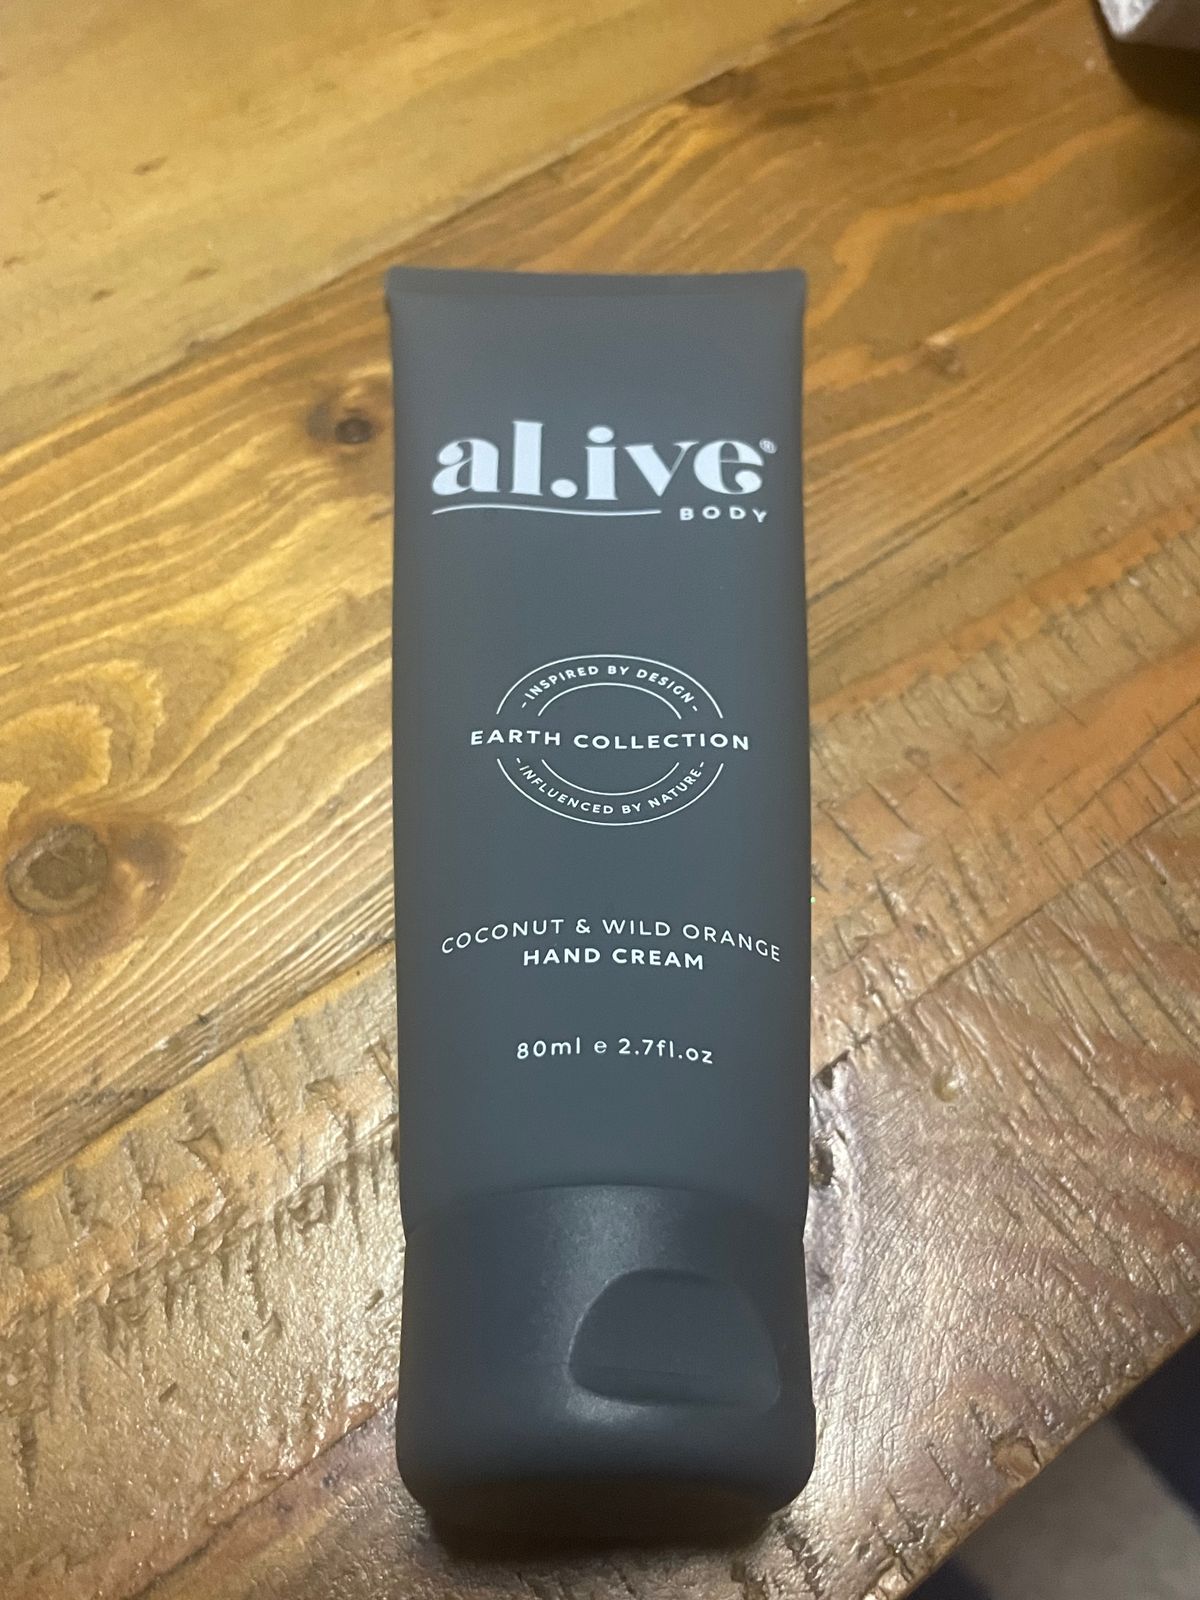 al.ive®
BODY
-INSPIRED BY DESIGN-
EARTH COLLECTION
-INFLUENCED BY NATURE-
COCONUT & WILD ORANGE
HAND CREAM
80ml e 2.7fl.oz